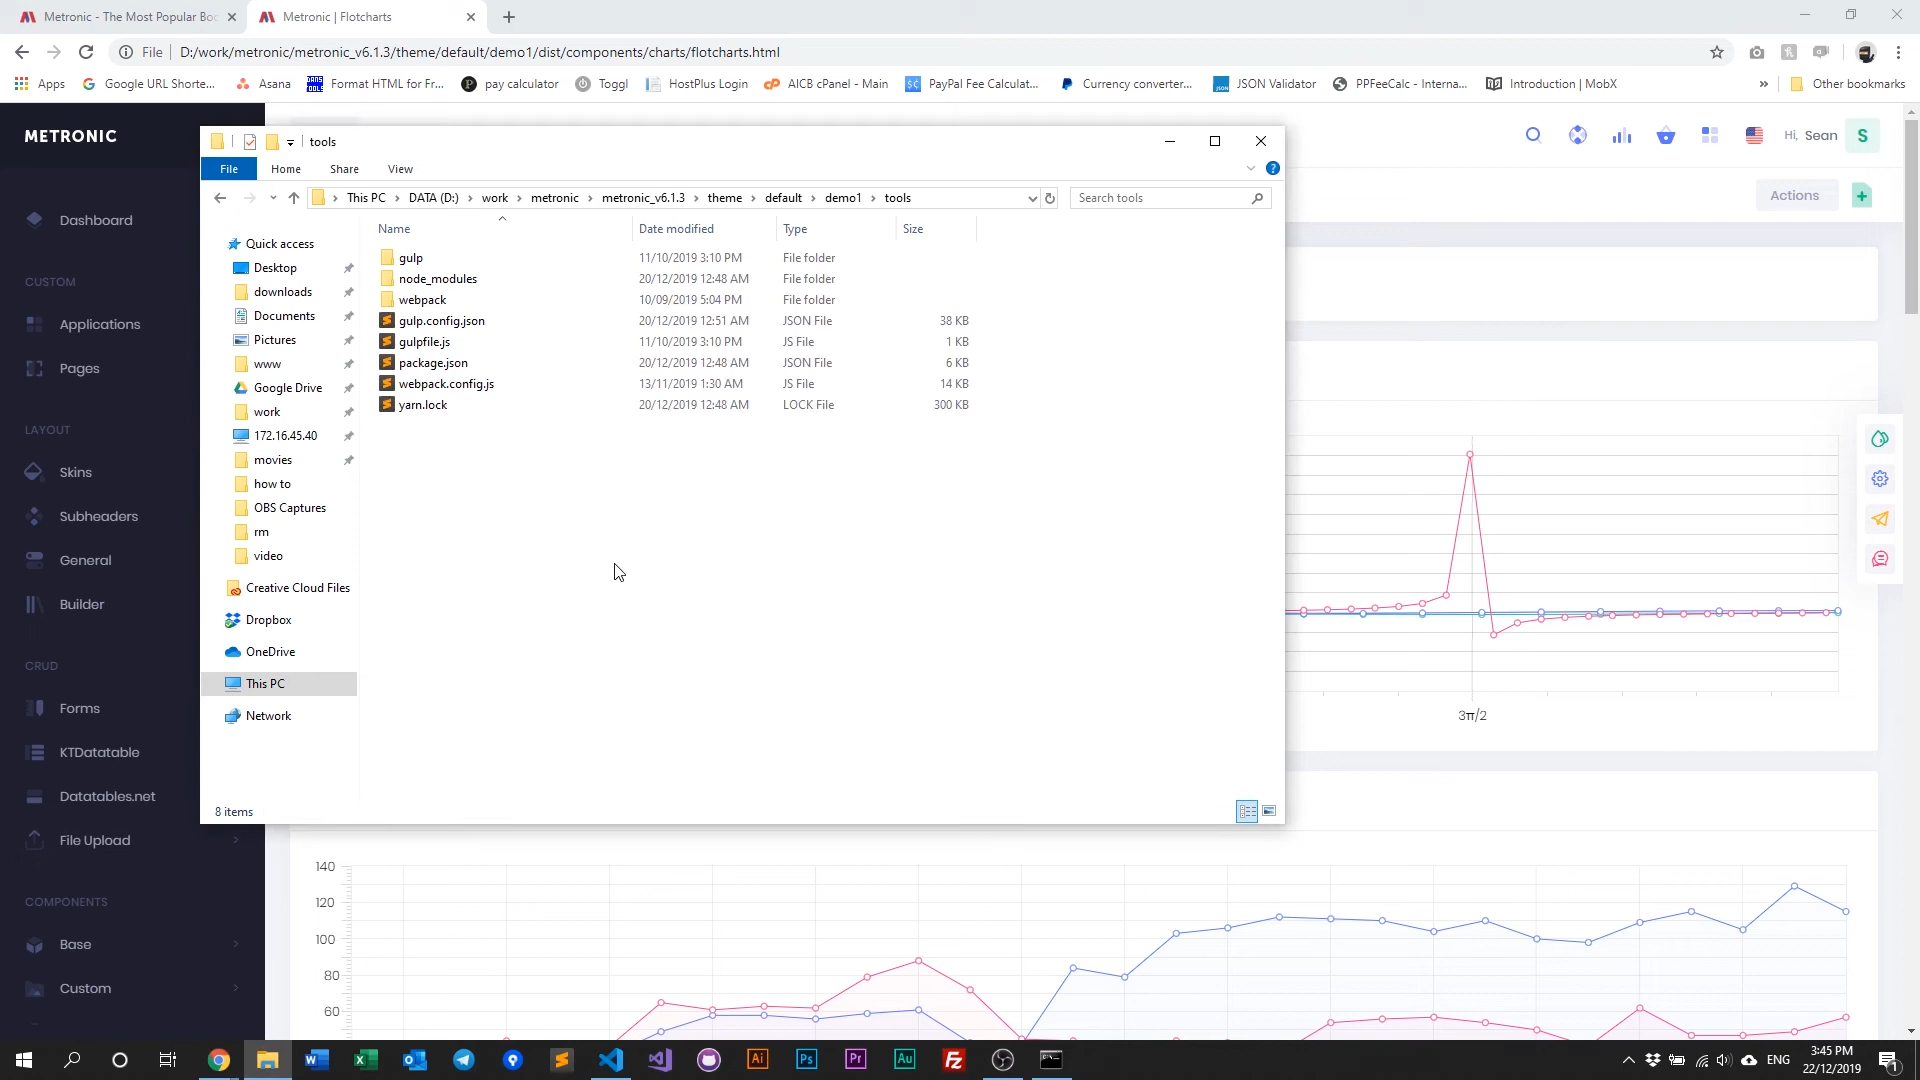 Metronic - The Most Popular Boo
Metronic | Flotcharts
File
D:/work/metronic/metronic_v6.1.3/theme/default/demo1/dist/components/charts/flotcharts.html
Apps
Google URL Shorte...
Asana
Format HTML for Fr...
pay calculator
Toggl
HostPlus Login
AICB cPanel - Main
PayPal Fee Calculat...
Currency converter...
JSON Validator
PPFeeCalc - Interna...
Introduction | MobX
»
Other bookmarks
METRONIC
Hi, Sean
S
Actions
Dashboard
CUSTOM
Applications
Pages
LAYOUT
Skins
Subheaders
General
Builder
CRUD
Forms
KTDatatable
Datatables.net
File Upload
COMPONENTS
Base
Custom
tools
File
Home
Share
View
This PC
DATA (D:)
work
metronic
metronic_v6.1.3
theme
default
demo1
tools
Search tools
Name
Date modified
Type
Size
Quick access
Desktop
downloads
Documents
Pictures
www
Google Drive
work
172.16.45.40
movies
how to
OBS Captures
rm
video
Creative Cloud Files
Dropbox
OneDrive
This PC
Network
gulp 11/10/2019 3:10 PM File folder
node_modules 20/12/2019 12:48 AM File folder
webpack 10/09/2019 5:04 PM File folder
gulp.config.json 20/12/2019 12:51 AM JSON File 38 KB
gulpfile.js 11/10/2019 3:10 PM JS File 1 KB
package.json 20/12/2019 12:48 AM JSON File 6 KB
webpack.config.js 13/11/2019 1:30 AM JS File 14 KB
yarn.lock 20/12/2019 12:48 AM LOCK File 300 KB
8 items
3π/2
140
120
100
80
60
Ai
Ps
Pr
Au
Fz
ENG
3:45 PM
22/12/2019
1